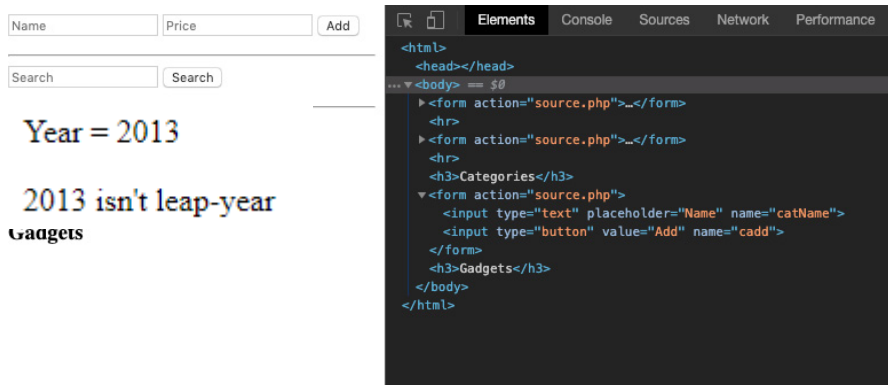 Name Price Add
Search Search
Year = 2013
2013 isn't leap-year
Gadgets
Elements Console Sources Network Performance
<html>
<head></head>
... ▼<body> == $0
▶<form action="source.php">…</form>
<hr>
▶<form action="source.php">…</form>
<hr>
<h3>Categories</h3>
▼<form action="source.php">
<input type="text" placeholder="Name" name="catName">
<input type="button" value="Add" name="cadd">
</form>
<h3>Gadgets</h3>
</body>
</html>